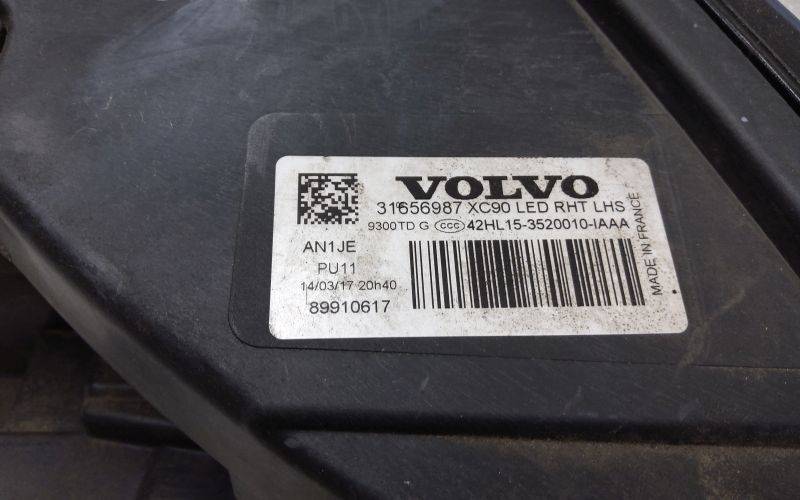 VOLVO
31656987 XC90 LED RHT LHS
9300TD G CCC 42HL15-3520010-IAAA
AN1JE
PU11
14/03/17 20h40
89910617
MADE IN FRANCE